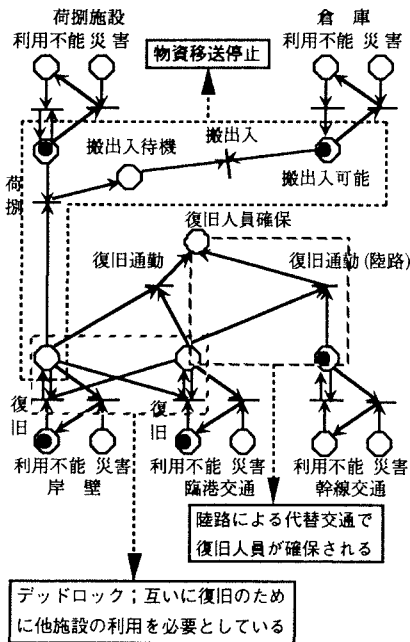 荷捌施設
倉 庫
利用不能 災害
物資移送停止
利用不能 災害
搬出入待機
搬出入
荷捌
搬出入可能
復旧人員確保
復旧通勤
復旧通勤(陸路)
復旧
復旧
利用不能 災害
利用不能 災害
利用不能 災害
岸 壁
臨港交通
幹線交通
陸路による代替交通で
復旧人員が確保される
デッドロック;互いに復旧のため
に他施設の利用を必要としている